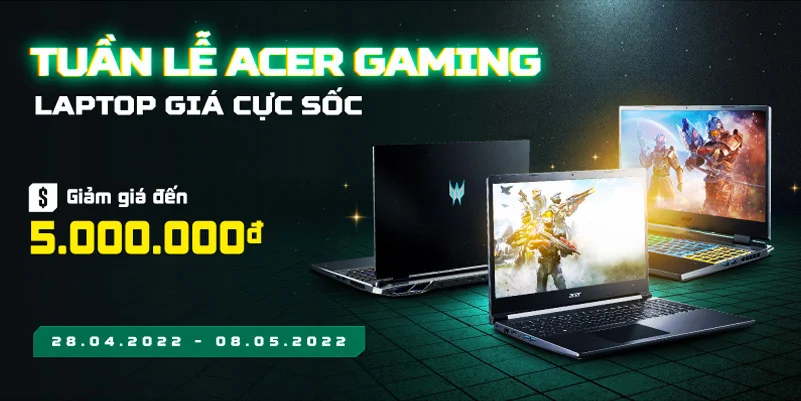 TUẦN LỄ ACER GAMING
LAPTOP GIÁ CỰC SỐC
$ Giảm giá đến
5.000.000đ
28.04.2022 - 08.05.2022
acer